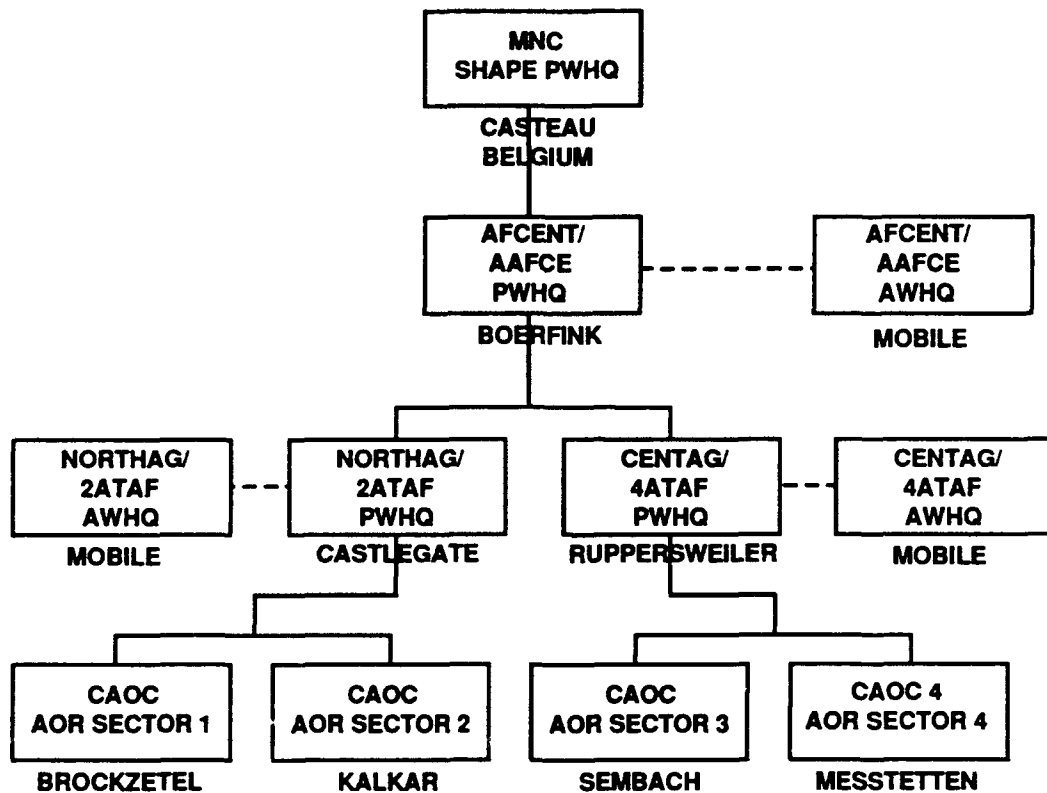 MNC
SHAPE PWHQ
CASTEAU
BELGIUM
AFCENT/
AAFCE
PWHQ
BOERFINK
AFCENT/
AAFCE
AWHQ
MOBILE
NORTHAG/
2ATAF
AWHQ
MOBILE
NORTHAG/
2ATAF
PWHQ
CASTLEGATE
CENTAG/
4ATAF
PWHQ
RUPPERSWEILER
CENTAG/
4ATAF
AWHQ
MOBILE
CAOC
AOR SECTOR 1
BROCKZETEL
CAOC
AOR SECTOR 2
KALKAR
CAOC
AOR SECTOR 3
SEMBACH
CAOC 4
AOR SECTOR 4
MESSTETTEN